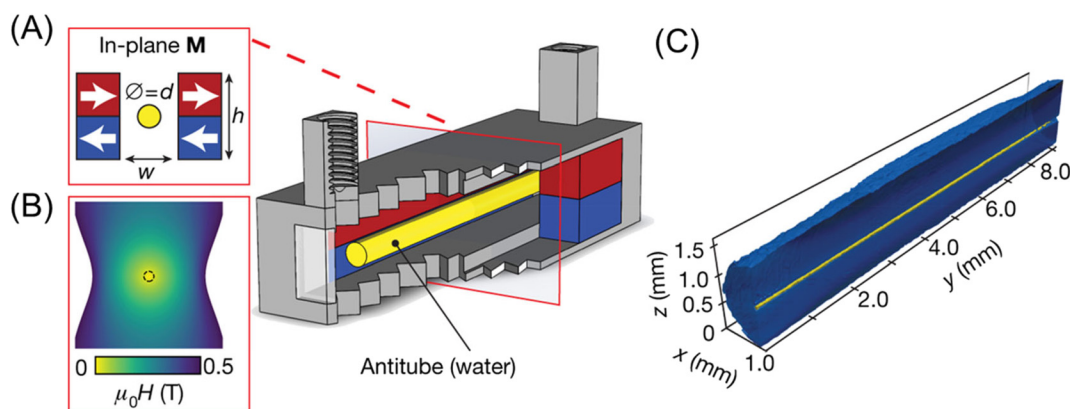 (A)
In-plane M
Ø=d
h
w
(B)
0
0.5
μ₀H (T)
Antitube (water)
(C)
1.5
1.0
0.5
0
z (mm)
x (mm)
1.0
2.0
4.0
6.0
8.0
y (mm)